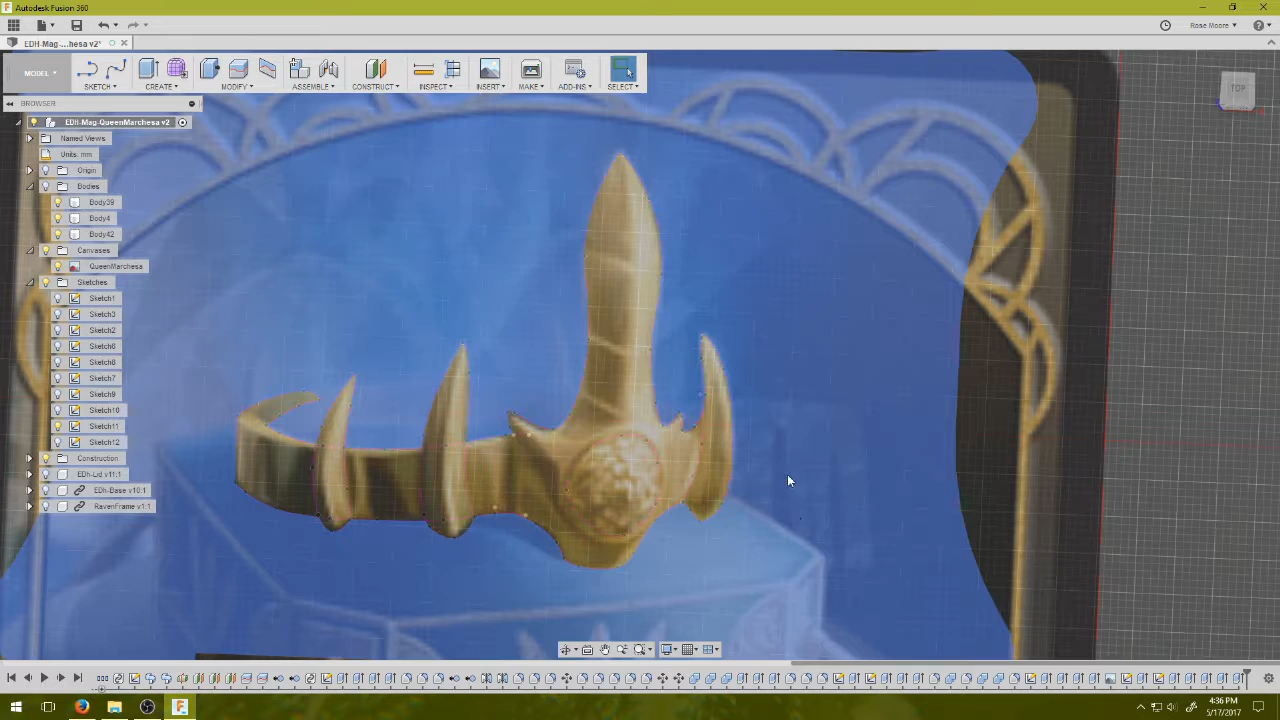 Autodesk Fusion 360
Rose Moore
EDH-Mag-...hesa v2*
MODEL
SKETCH
CREATE
MODIFY
ASSEMBLE
CONSTRUCT
INSPECT
INSERT
MAKE
ADD-INS
SELECT
TOP
BROWSER
EDH-Mag-QueenMarchesa v2
Named Views
Units: mm
Origin
Bodies
Body39
Body4
Body42
Canvases
QueenMarchesa
Sketches
Sketch1
Sketch3
Sketch2
Sketch6
Sketch8
Sketch7
Sketch9
Sketch10
Sketch11
Sketch12
Construction
EDh-Lid v11:1
EDh-Base v10:1
RavenFrame v1:1
4:36 PM
5/17/2017